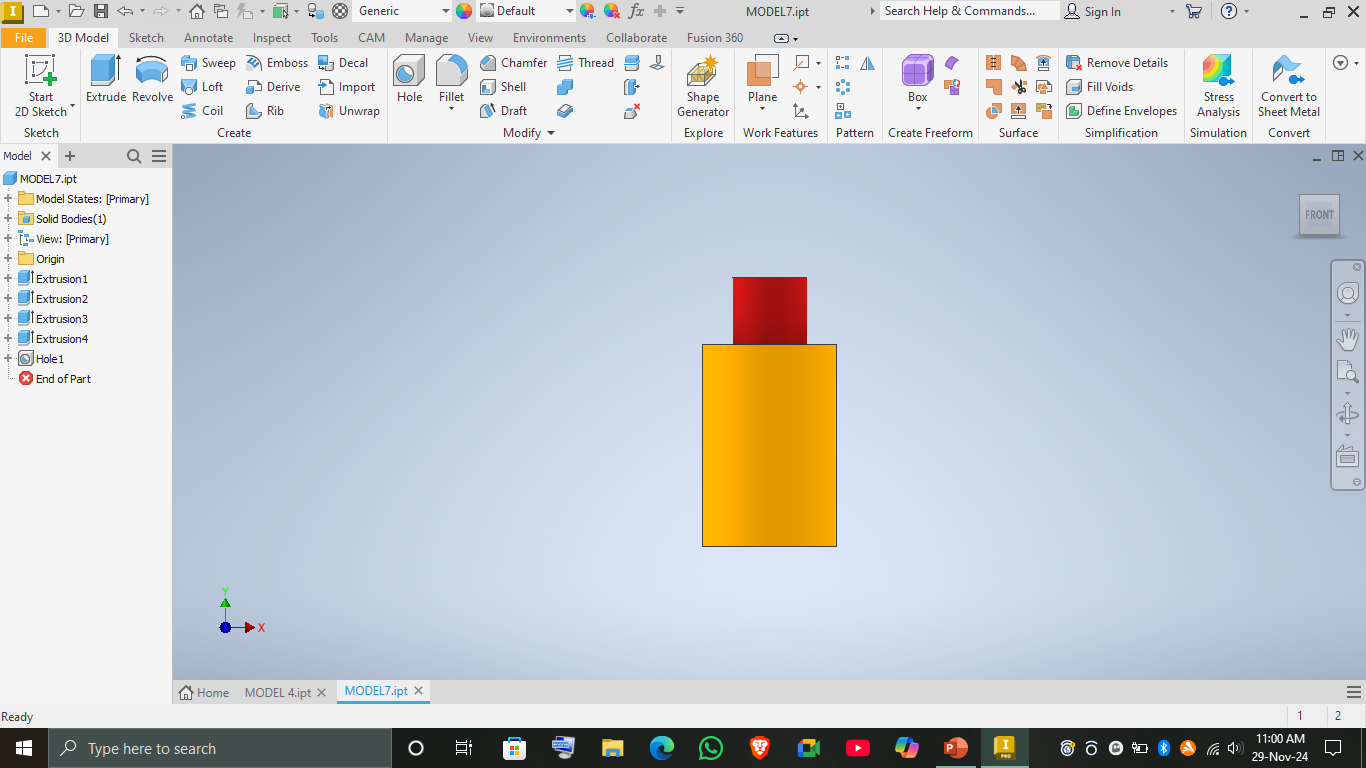 I Generic Default fx MODEL7.ipt Search Help & Commands... Sign In
File 3D Model Sketch Annotate Inspect Tools CAM Manage View Environments Collaborate Fusion 360
Start
2D Sketch
Extrude
Revolve
Sweep
Loft
Coil
Emboss
Derive
Rib
Decal
Import
Unwrap
Hole
Fillet
Chamfer
Shell
Draft
Thread
Shape
Generator
Plane
Box
Remove Details
Fill Voids
Define Envelopes
Stress
Analysis
Convert to
Sheet Metal
Sketch Create Modify Explore Work Features Pattern Create Freeform Surface Simplification Simulation Convert
Model
MODEL7.ipt
Model States: [Primary]
Solid Bodies(1)
View: [Primary]
Origin
Extrusion1
Extrusion2
Extrusion3
Extrusion4
Hole1
End of Part
FRONT
Y
X
Home MODEL 4.ipt MODEL7.ipt
Ready 1 2
Type here to search
11:00 AM
29-Nov-24